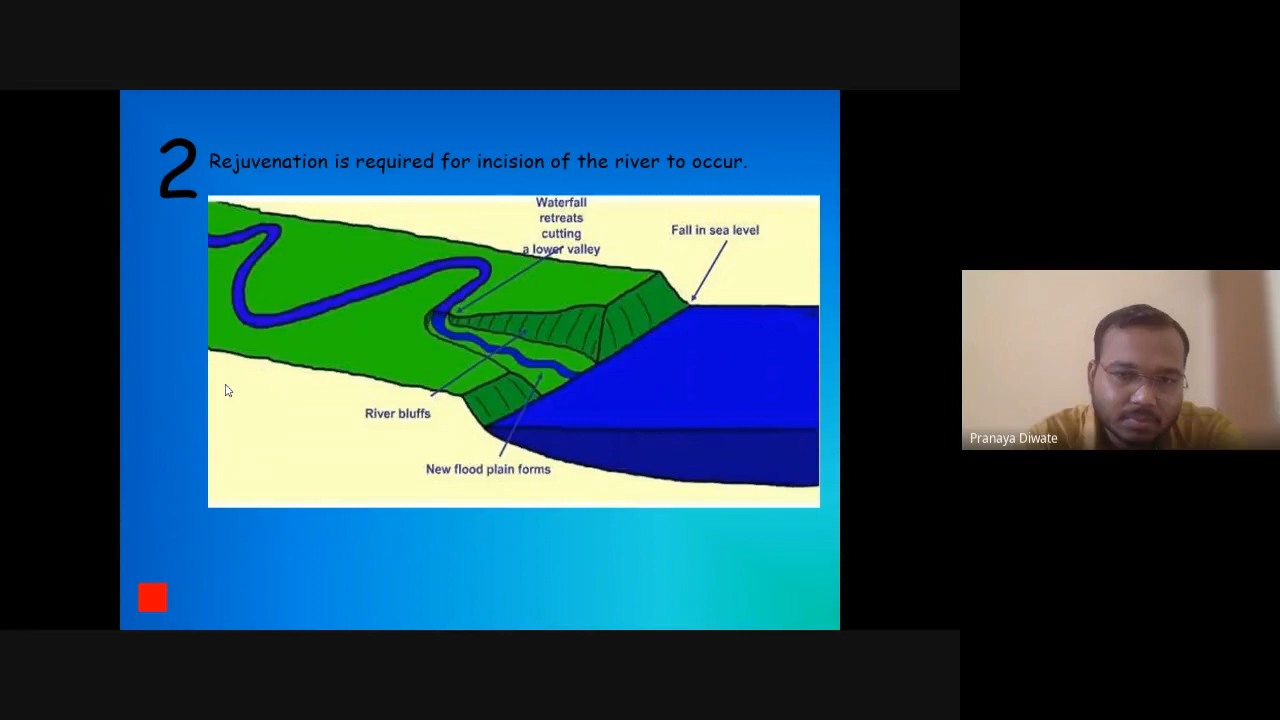 2
Rejuvenation is required for incision of the river to occur.
Waterfall
retreats
cutting
a lower valley
Fall in sea level
River bluffs
New flood plain forms
Pranaya Diwate